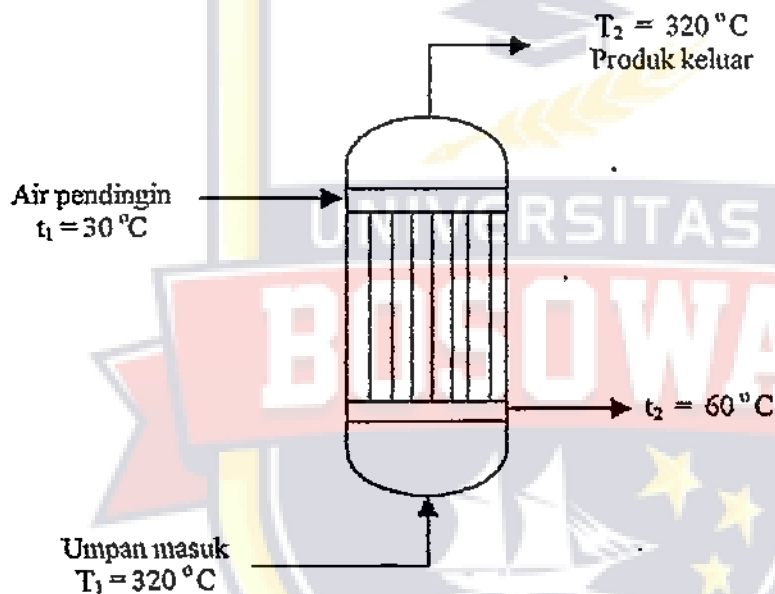 T₂ = 320 °C
Produk keluar
Air pendingin
t₁ = 30 °C
UNIVERSITAS
BOSOWA
t₂ = 60 °C
Umpan masuk
T₁ = 320 °C